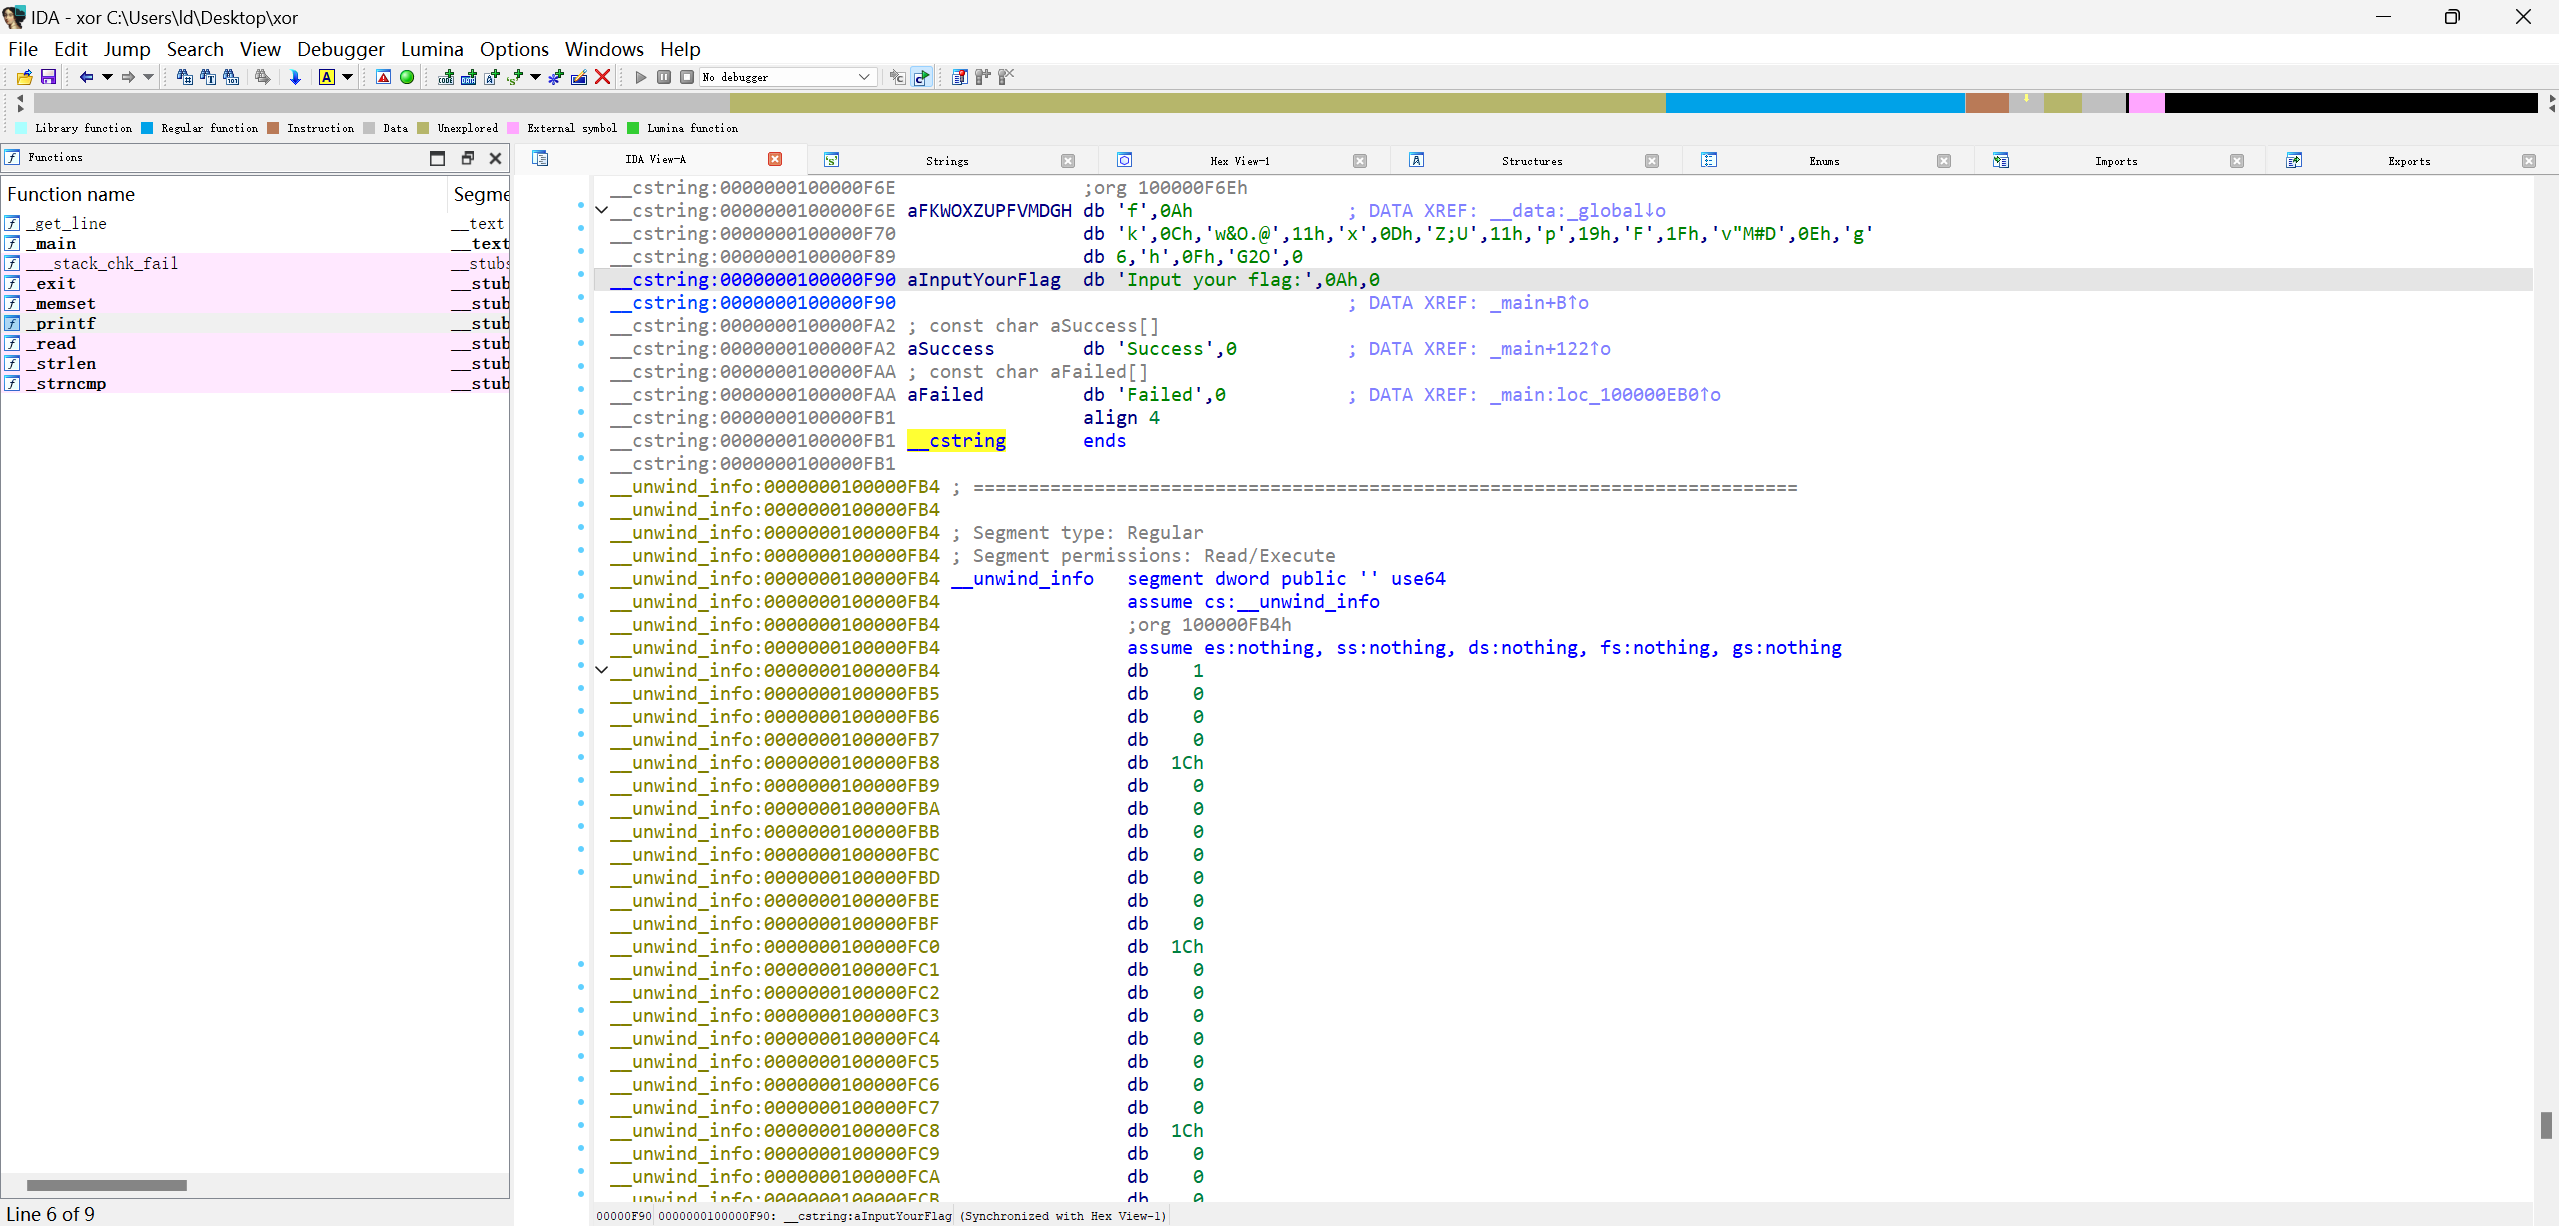 IDA - xor C:\Users\ld\Desktop\xor
File Edit Jump Search View Debugger Lumina Options Windows Help
No debugger
Library function Regular function Instruction Data Unexplored External symbol Lumina function
Functions
IDA View-A Strings Hex View-1 Structures Enums Imports Exports
Function name Segme
_get_line __text
_main __text
___stack_chk_fail __stubs
_exit __stub
_memset __stub
_printf __stub
_read __stub
_strlen __stub
_strncmp __stub
Line 6 of 9
__cstring:0000000100000F6E ;org 100000F6Eh
__cstring:0000000100000F6E aFKWOXZUPFVMDGH db 'f',0Ah ; DATA XREF: __data:_global↓o
__cstring:0000000100000F70 db 'k',0Ch,'w&O.@',11h,'x',0Dh,'Z;U',11h,'p',19h,'F',1Fh,'v"M#D',0Eh,'g'
__cstring:0000000100000F89 db 6,'h',0Fh,'G2O',0
__cstring:0000000100000F90 aInputYourFlag db 'Input your flag:',0Ah,0
__cstring:0000000100000F90 ; DATA XREF: _main+B↑o
__cstring:0000000100000FA2 ; const char aSuccess[]
__cstring:0000000100000FA2 aSuccess db 'Success',0 ; DATA XREF: _main+122↑o
__cstring:0000000100000FAA ; const char aFailed[]
__cstring:0000000100000FAA aFailed db 'Failed',0 ; DATA XREF: _main:loc_100000EB0↑o
__cstring:0000000100000FB1 align 4
__cstring:0000000100000FB1 __cstring ends
__cstring:0000000100000FB1
__unwind_info:0000000100000FB4 ; ===========================================================================
__unwind_info:0000000100000FB4
__unwind_info:0000000100000FB4 ; Segment type: Regular
__unwind_info:0000000100000FB4 ; Segment permissions: Read/Execute
__unwind_info:0000000100000FB4 __unwind_info segment dword public '' use64
__unwind_info:0000000100000FB4 assume cs:__unwind_info
__unwind_info:0000000100000FB4 ;org 100000FB4h
__unwind_info:0000000100000FB4 assume es:nothing, ss:nothing, ds:nothing, fs:nothing, gs:nothing
__unwind_info:0000000100000FB4 db 1
__unwind_info:0000000100000FB5 db 0
__unwind_info:0000000100000FB6 db 0
__unwind_info:0000000100000FB7 db 0
__unwind_info:0000000100000FB8 db 1Ch
__unwind_info:0000000100000FB9 db 0
__unwind_info:0000000100000FBA db 0
__unwind_info:0000000100000FBB db 0
__unwind_info:0000000100000FBC db 0
__unwind_info:0000000100000FBD db 0
__unwind_info:0000000100000FBE db 0
__unwind_info:0000000100000FBF db 0
__unwind_info:0000000100000FC0 db 1Ch
__unwind_info:0000000100000FC1 db 0
__unwind_info:0000000100000FC2 db 0
__unwind_info:0000000100000FC3 db 0
__unwind_info:0000000100000FC4 db 0
__unwind_info:0000000100000FC5 db 0
__unwind_info:0000000100000FC6 db 0
__unwind_info:0000000100000FC7 db 0
__unwind_info:0000000100000FC8 db 1Ch
__unwind_info:0000000100000FC9 db 0
__unwind_info:0000000100000FCA db 0
__unwind_info:0000000100000FCB db 0
00000F90 0000000100000F90: __cstring:aInputYourFlag (Synchronized with Hex View-1)